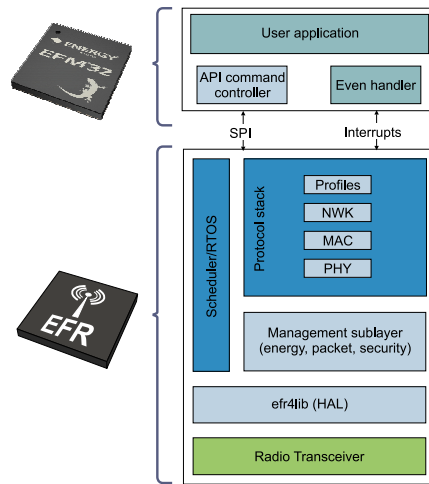 ENERGY
EFM32
User application
API command
controller
Even handler
SPI
Interrupts
Scheduler/RTOS
Protocol stack
Profiles
NWK
MAC
PHY
EFR
Management sublayer
(energy, packet, security)
efr4lib (HAL)
Radio Transceiver